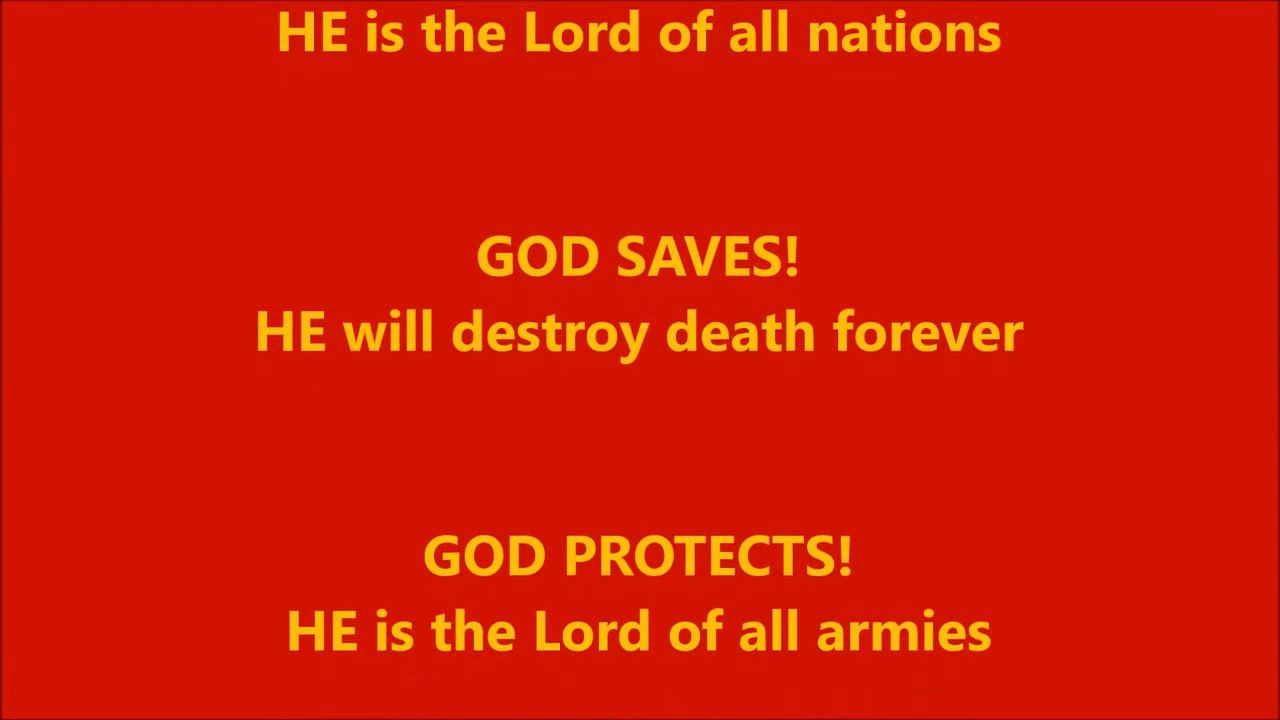 HE is the Lord of all nations
GOD SAVES!
HE will destroy death forever
GOD PROTECTS!
HE is the Lord of all armies